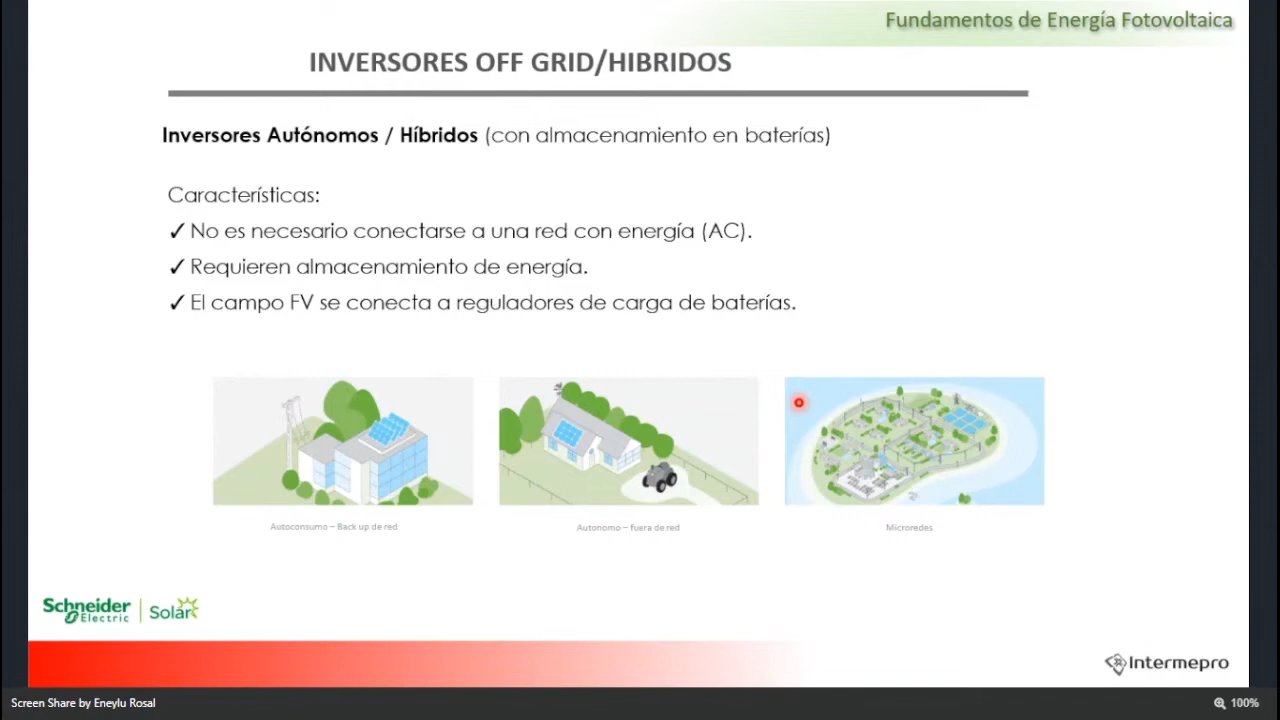 Fundamentos de Energía Fotovoltaica
INVERSORES OFF GRID/HIBRIDOS
Inversores Autónomos / Híbridos (con almacenamiento en baterías)
Características:
✓ No es necesario conectarse a una red con energía (AC).
✓ Requieren almacenamiento de energía.
✓ El campo FV se conecta a reguladores de carga de baterías.
Autoconsumo – Back up de red
Autonomo – fuera de red
Microredes
Schneider Electric | Solar
Intermepro
Screen Share by Eneylu Rosal
100%